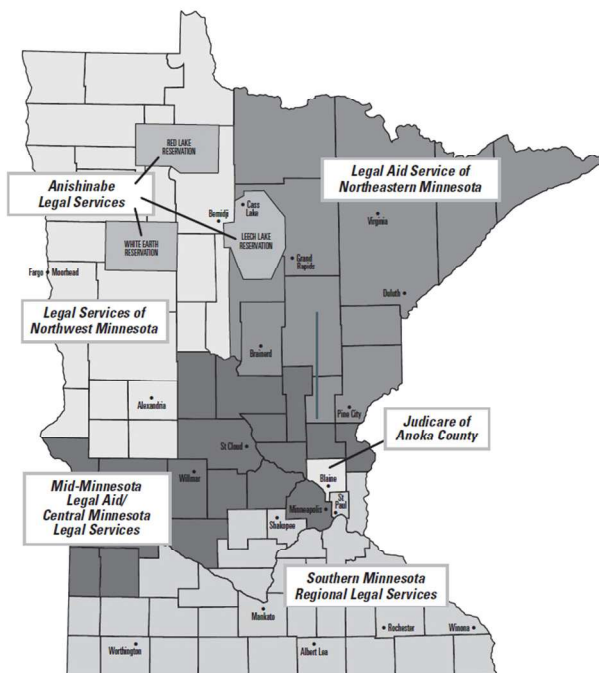 RED LAKE
RESERVATION
Legal Aid Service of
Northeastern Minnesota
Anishinabe
Legal Services
Cass
Lake
Bemidji
Virginia
LEECH LAKE
RESERVATION
WHITE EARTH
RESERVATION
Grand
Rapids
Fargo
Moorhead
Duluth
Legal Services of
Northwest Minnesota
Brainerd
Alexandria
Pine City
Judicare of
Anoka County
St Cloud
Willmar
Blaine
Mid-Minnesota
Legal Aid/
Central Minnesota
Legal Services
St
Paul
Minneapolis
Shakopee
Southern Minnesota
Regional Legal Services
Mankato
Rochester
Winona
Worthington
Albert Lea